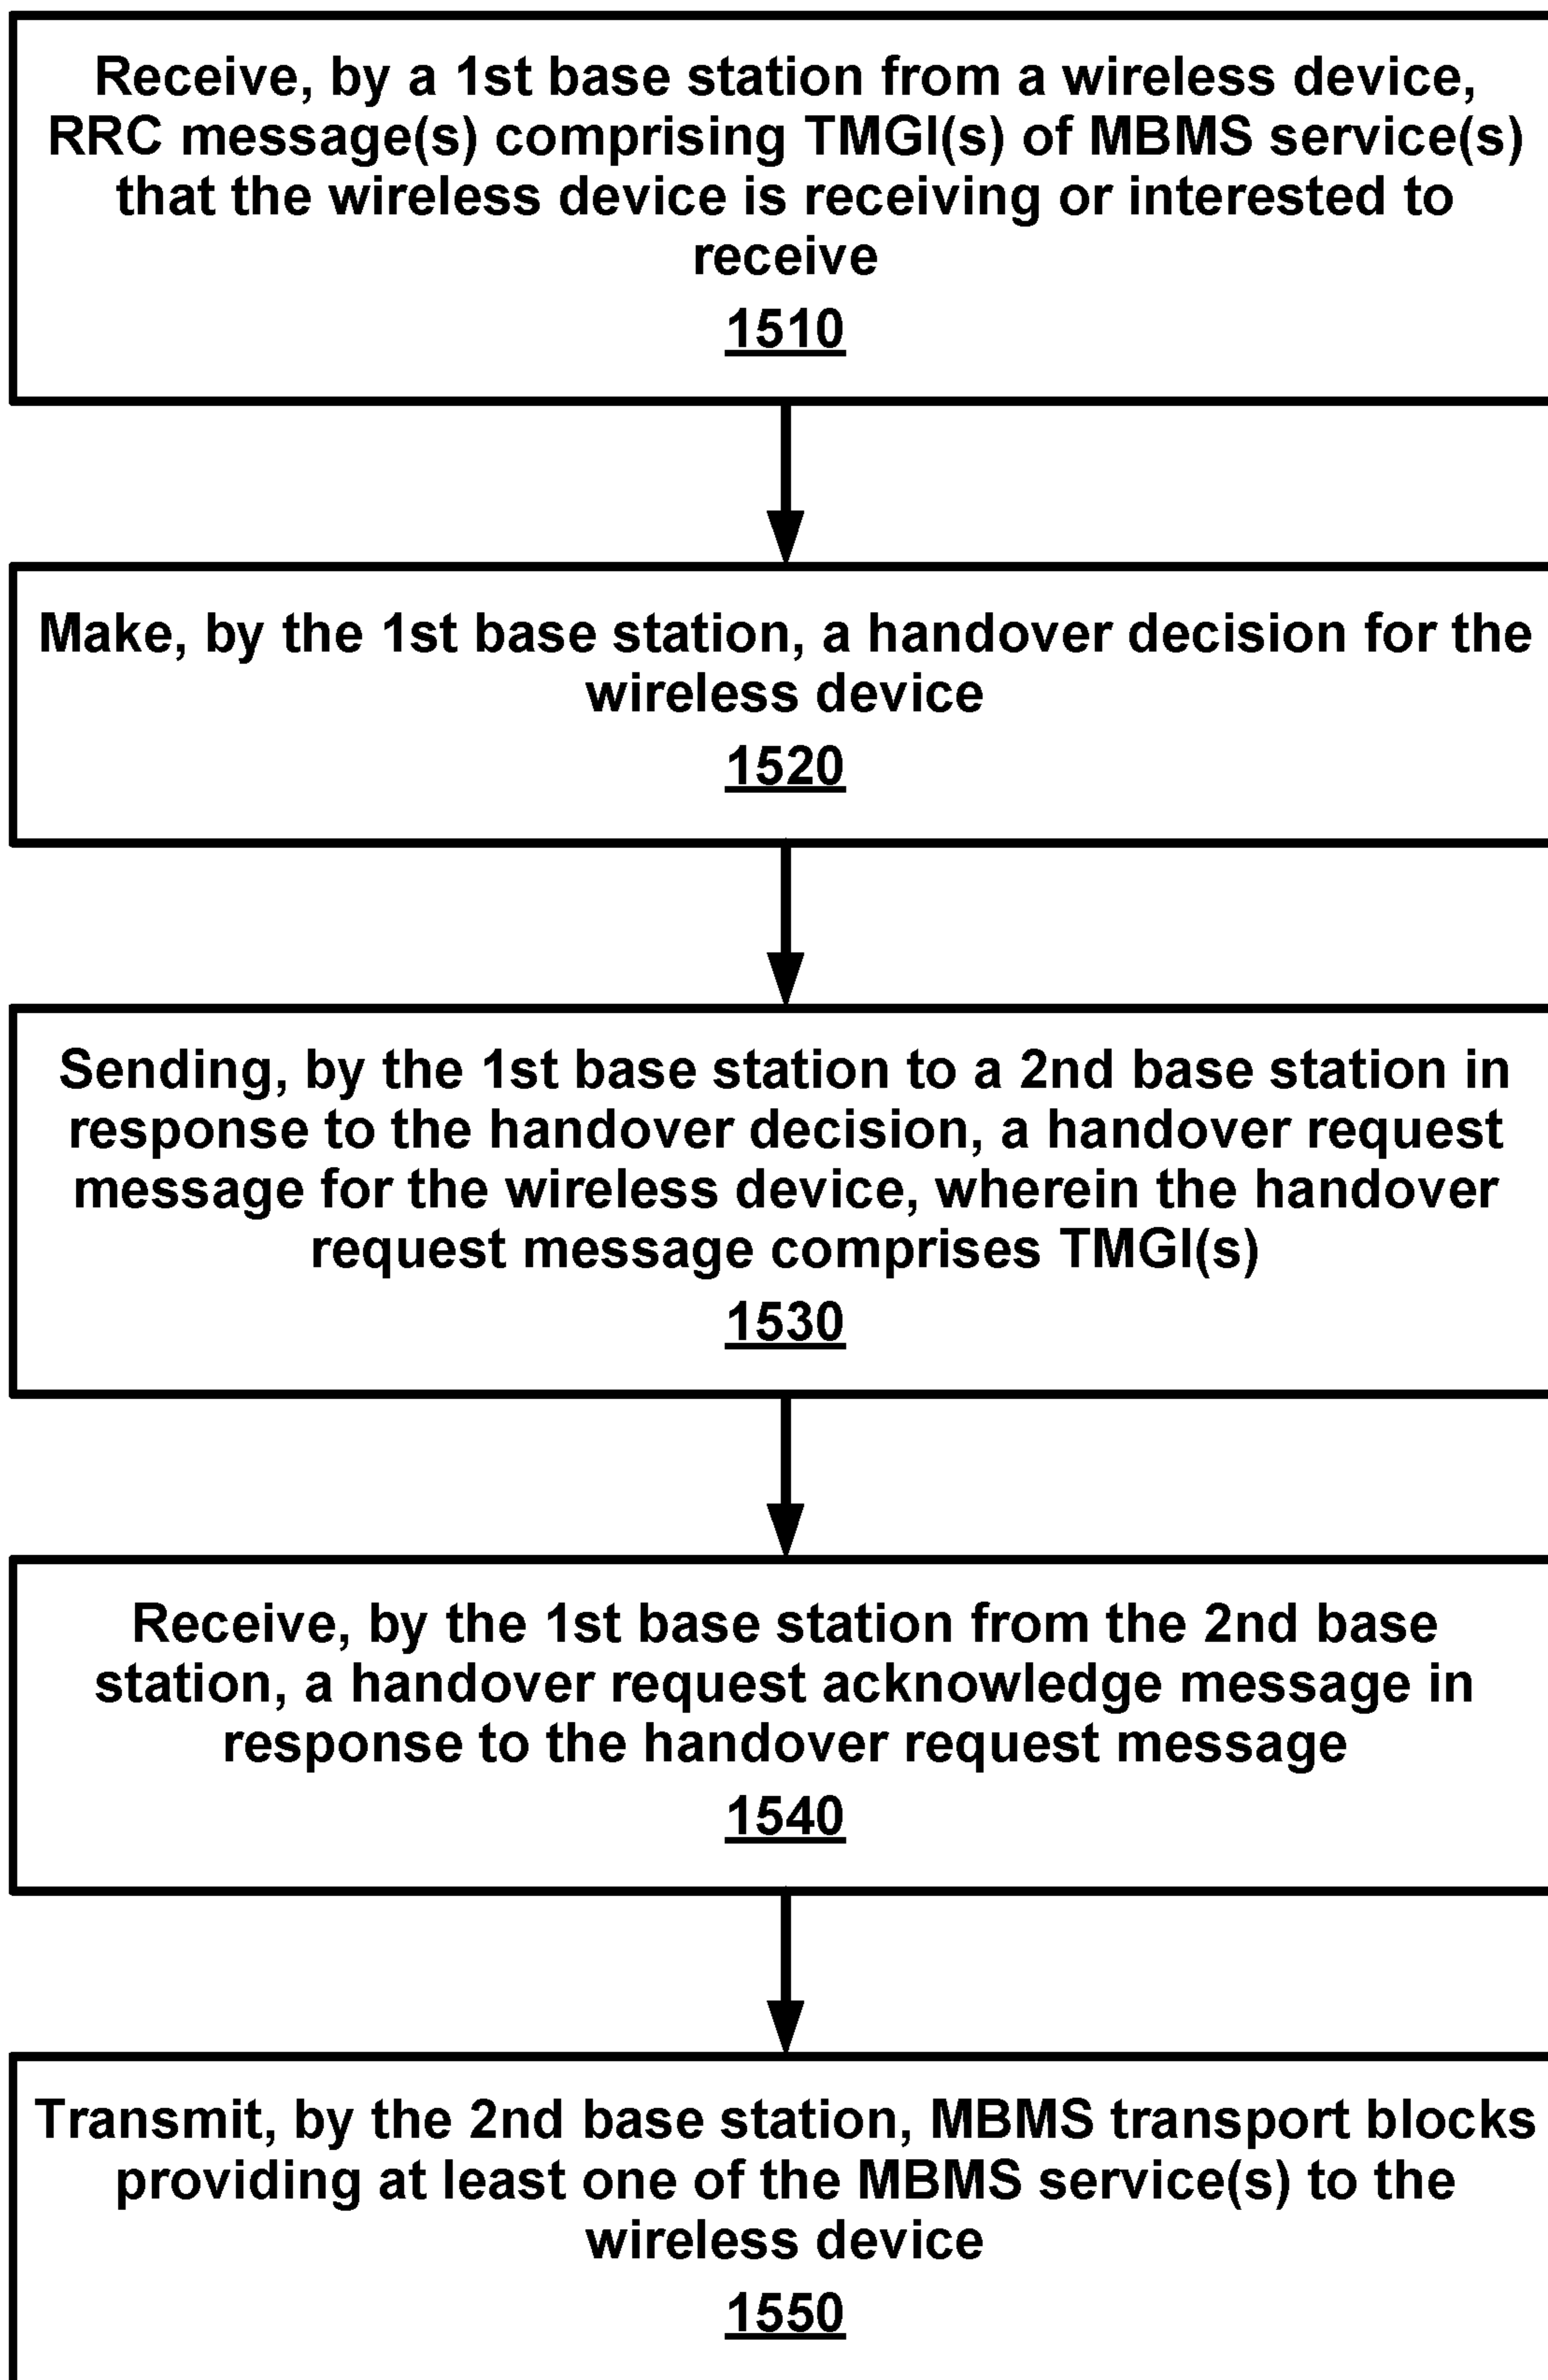 Receive, by a 1st base station from a wireless device,
RRC message(s) comprising TMGI(s) of MBMS service(s)
that the wireless device is receiving or interested to
receive
1510
Make, by the 1st base station, a handover decision for the
wireless device
1520
Sending, by the 1st base station to a 2nd base station in
response to the handover decision, a handover request
message for the wireless device, wherein the handover
request message comprises TMGI(s)
1530
Receive, by the 1st base station from the 2nd base
station, a handover request acknowledge message in
response to the handover request message
1540
Transmit, by the 2nd base station, MBMS transport blocks
providing at least one of the MBMS service(s) to the
wireless device
1550